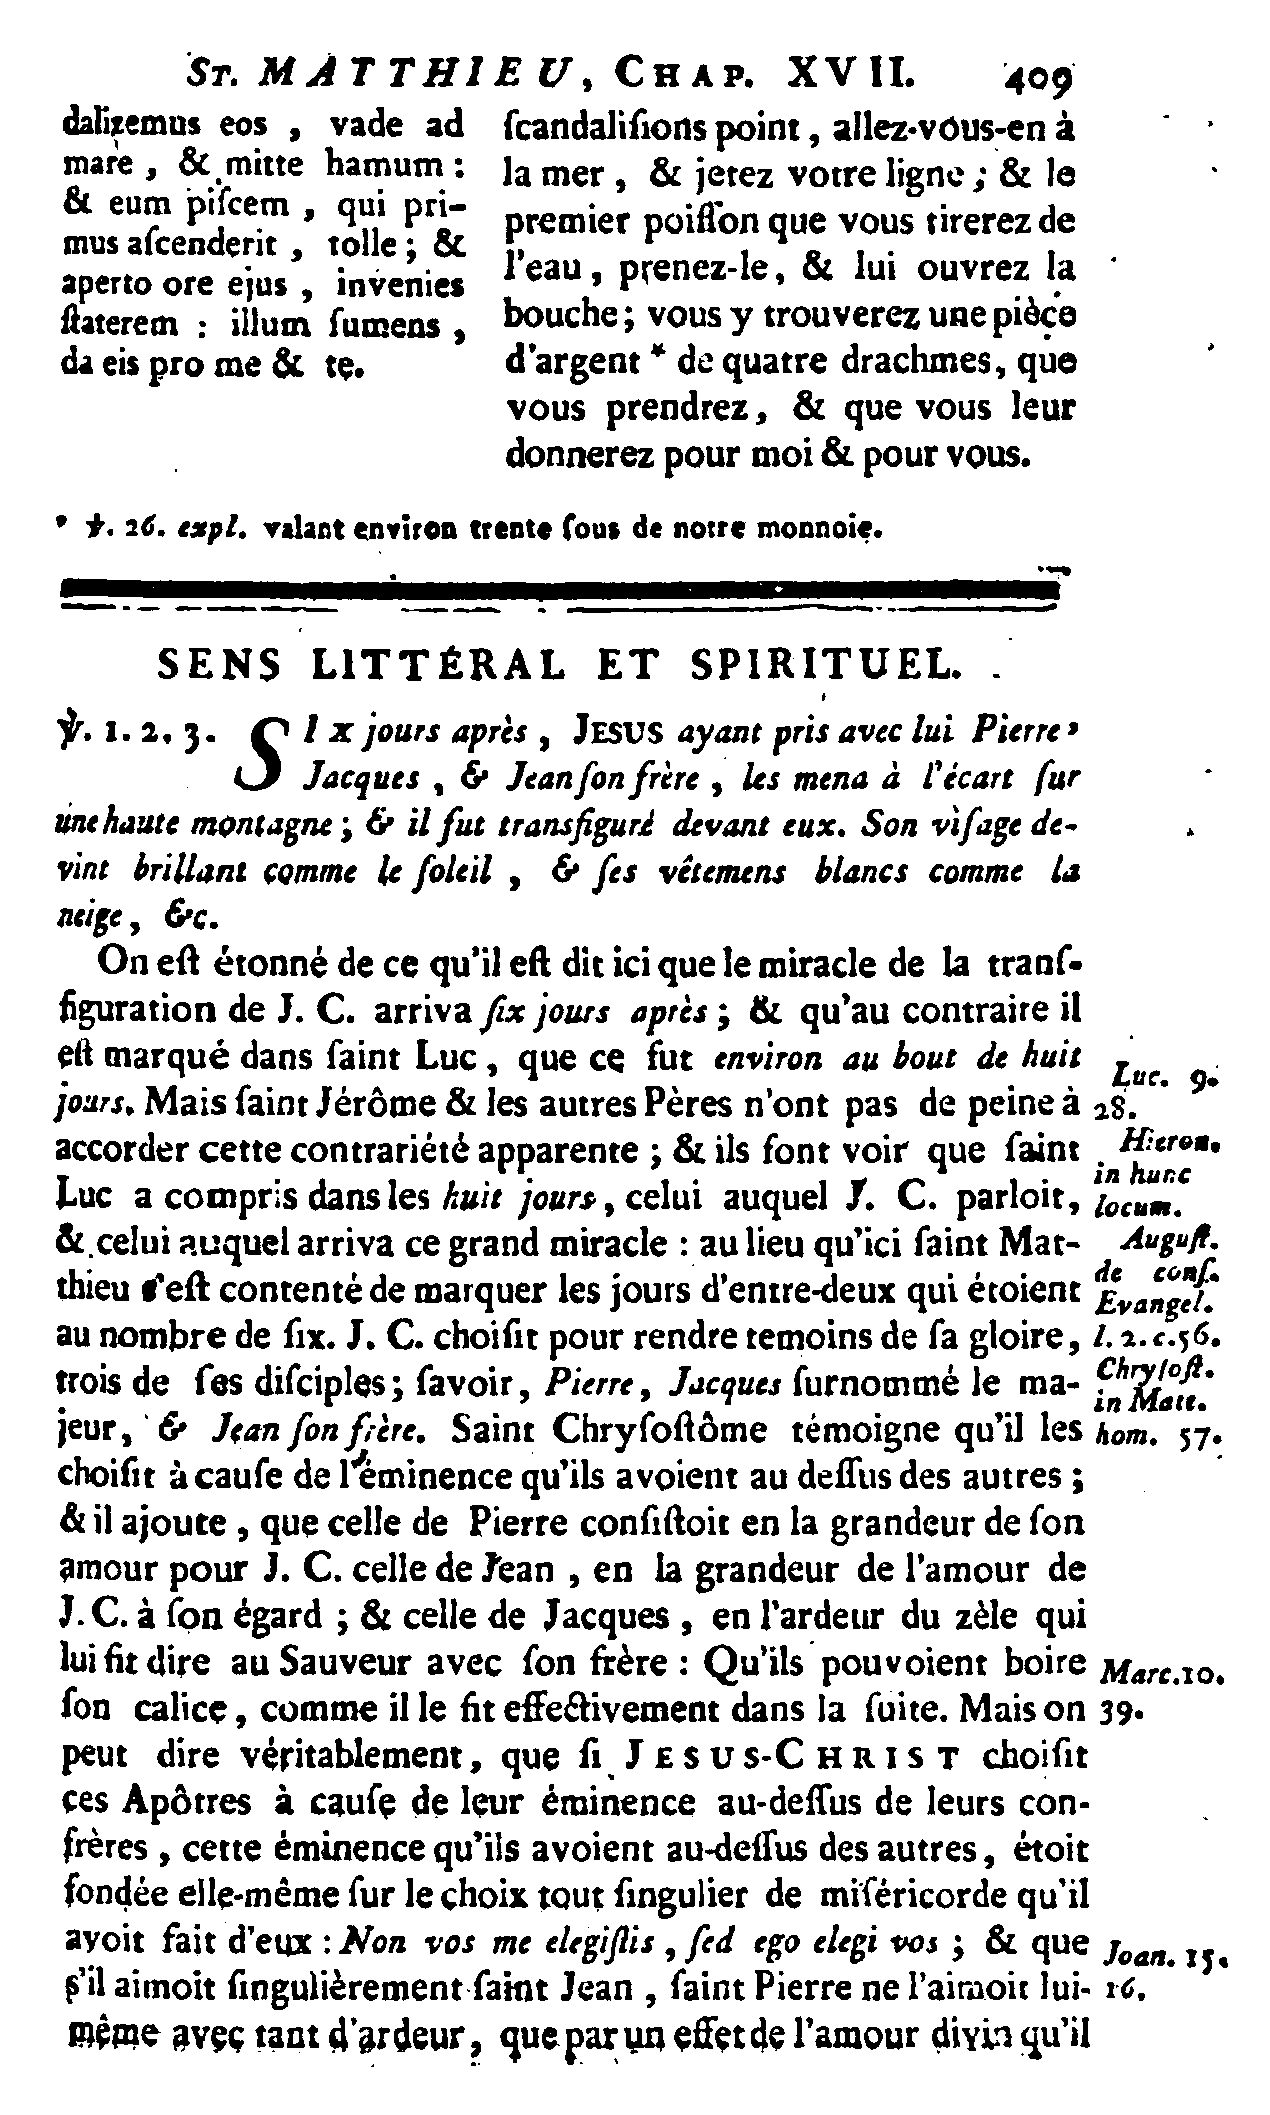 St. MATTHIEU, Chap. XVII. 409
dalizemus eos , vade ad
mare , & mitte hamum :
& eum piſcem , qui pri-
mus aſcenderit , tolle ; &
aperto ore ejus , invenies
ſtaterem : illum ſumens ,
da eis pro me & te.
ſcandaliſions point, allez-vous-en à
la mer, & jetez votre ligne ; & le
premier poiſſon que vous tirerez de
l'eau, prenez-le, & lui ouvrez la
bouche ; vous y trouverez une pièce
d'argent * de quatre drachmes, que
vous prendrez, & que vous leur
donnerez pour moi & pour vous.
* ℣. 26. expl. valant environ trente ſous de notre monnoie.
SENS LITTÉRAL ET SPIRITUEL.
℣. 1. 2. 3. SIX jours après, JESUS ayant pris avec lui Pierre,
Jacques, & Jean ſon frère, les mena à l'écart ſur
une haute montagne ; & il fut transfiguré devant eux. Son viſage de-
vint brillant comme le ſoleil, & ſes vêtemens blancs comme la
neige, &c.
On eſt étonné de ce qu'il eſt dit ici que le miracle de la tranſ-
figuration de J. C. arriva ſix jours après ; & qu'au contraire il
eſt marqué dans ſaint Luc, que ce fut environ au bout de huit
jours. Mais ſaint Jérôme & les autres Pères n'ont pas de peine à
accorder cette contrariété apparente ; & ils font voir que ſaint
Luc a compris dans les huit jours, celui auquel J. C. parloit,
& celui auquel arriva ce grand miracle : au lieu qu'ici ſaint Mat-
thieu s'eſt contenté de marquer les jours d'entre-deux qui étoient
au nombre de ſix. J. C. choiſit pour rendre temoins de ſa gloire,
trois de ſes diſciples ; ſavoir, Pierre, Jacques ſurnommé le ma-
jeur, & Jean ſon frère. Saint Chryſoſtôme témoigne qu'il les
choiſit à cauſe de l'éminence qu'ils avoient au deſſus des autres ;
& il ajoute, que celle de Pierre conſiſtoit en la grandeur de ſon
amour pour J. C. celle de Jean, en la grandeur de l'amour de
J. C. à ſon égard ; & celle de Jacques, en l'ardeur du zèle qui
lui fit dire au Sauveur avec ſon frère : Qu'ils pouvoient boire
ſon calice, comme il le fit effectivement dans la ſuite. Mais on
peut dire véritablement, que ſi JESUS-CHRIST choiſit
ces Apôtres à cauſe de leur éminence au-deſſus de leurs con-
frères, cette éminence qu'ils avoient au-deſſus des autres, étoit
fondée elle-même ſur le choix tout ſingulier de miſéricorde qu'il
avoit fait d'eux : Non vos me elegiſtis, ſed ego elegi vos ; & que
s'il aimoit ſingulièrement ſaint Jean, ſaint Pierre ne l'aimoit lui-
même avec tant d'ardeur, que par un effet de l'amour divin qu'il
Luc. 9.
28.
Hieron.
in hunc
locum.
Auguſt.
de conſ.
Evangel.
l. 2. c. 56.
Chryſoſt.
in Matt.
hom. 57.
Marc. 10.
39.
Joan. 15.
16.